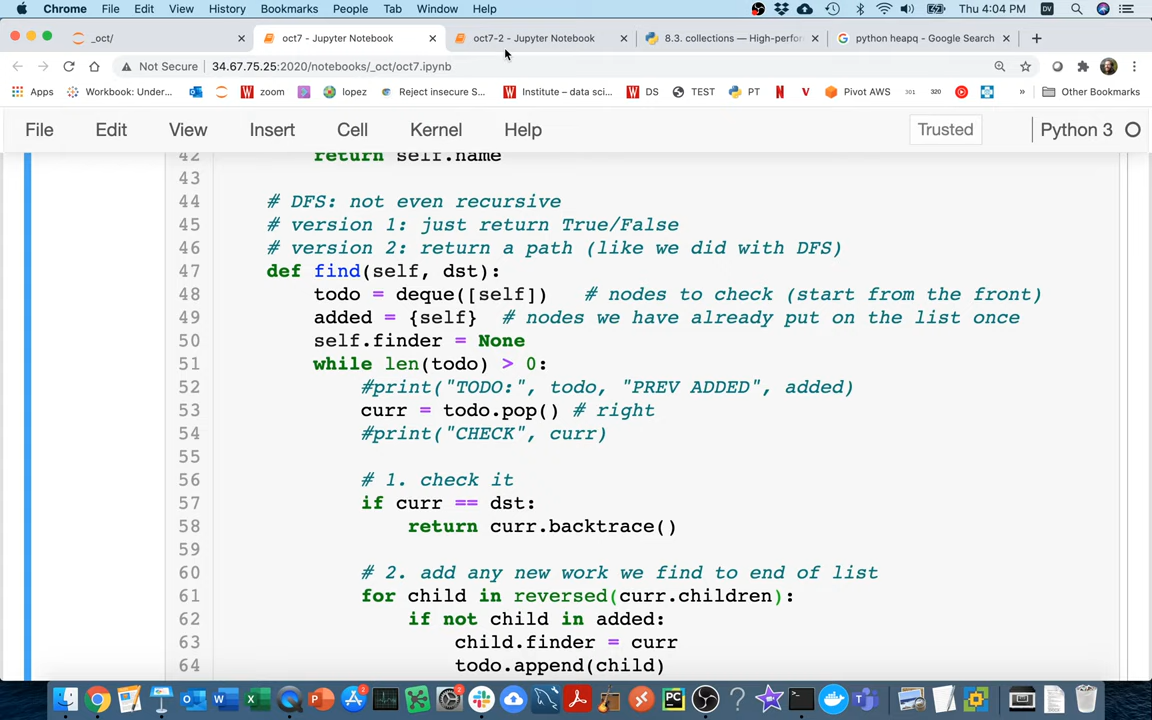 Chrome File Edit View History Bookmarks People Tab Window Help Thu 4:04 PM DV
_oct/ oct7 - Jupyter Notebook oct7-2 - Jupyter Notebook 8.3. collections — High-perfor python heapq - Google Search
Not Secure 34.67.75.25:2020/notebooks/_oct/oct7.ipynb
Apps Workbook: Under... zoom lopez Reject insecure S... Institute – data sci... DS TEST PT Pivot AWS 301 320 » Other Bookmarks
File Edit View Insert Cell Kernel Help Trusted Python 3
42 return self.name
43
44 # DFS: not even recursive
45 # version 1: just return True/False
46 # version 2: return a path (like we did with DFS)
47 def find(self, dst):
48 todo = deque([self]) # nodes to check (start from the front)
49 added = {self} # nodes we have already put on the list once
50 self.finder = None
51 while len(todo) > 0:
52 #print("TODO:", todo, "PREV ADDED", added)
53 curr = todo.pop() # right
54 #print("CHECK", curr)
55
56 # 1. check it
57 if curr == dst:
58 return curr.backtrace()
59
60 # 2. add any new work we find to end of list
61 for child in reversed(curr.children):
62 if not child in added:
63 child.finder = curr
64 todo.append(child)